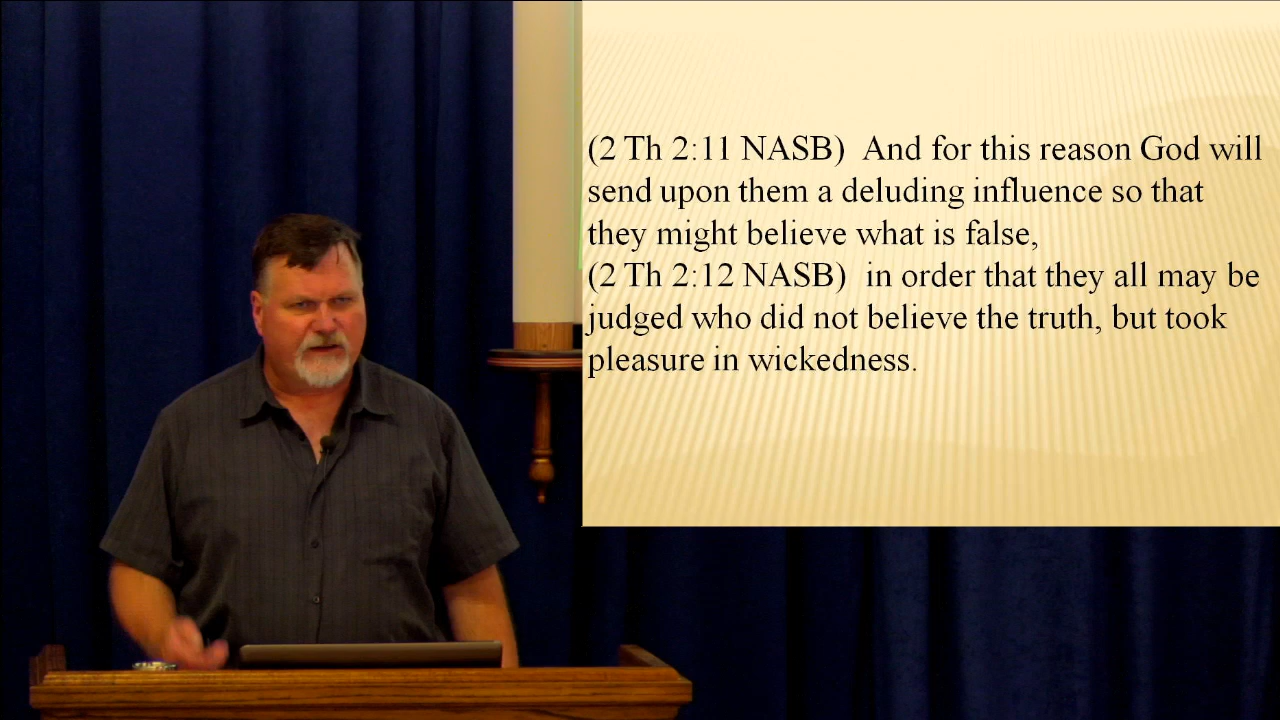 (2 Th 2:11 NASB)  And for this reason God will
send upon them a deluding influence so that
they might believe what is false,
(2 Th 2:12 NASB)  in order that they all may be
judged who did not believe the truth, but took
pleasure in wickedness.